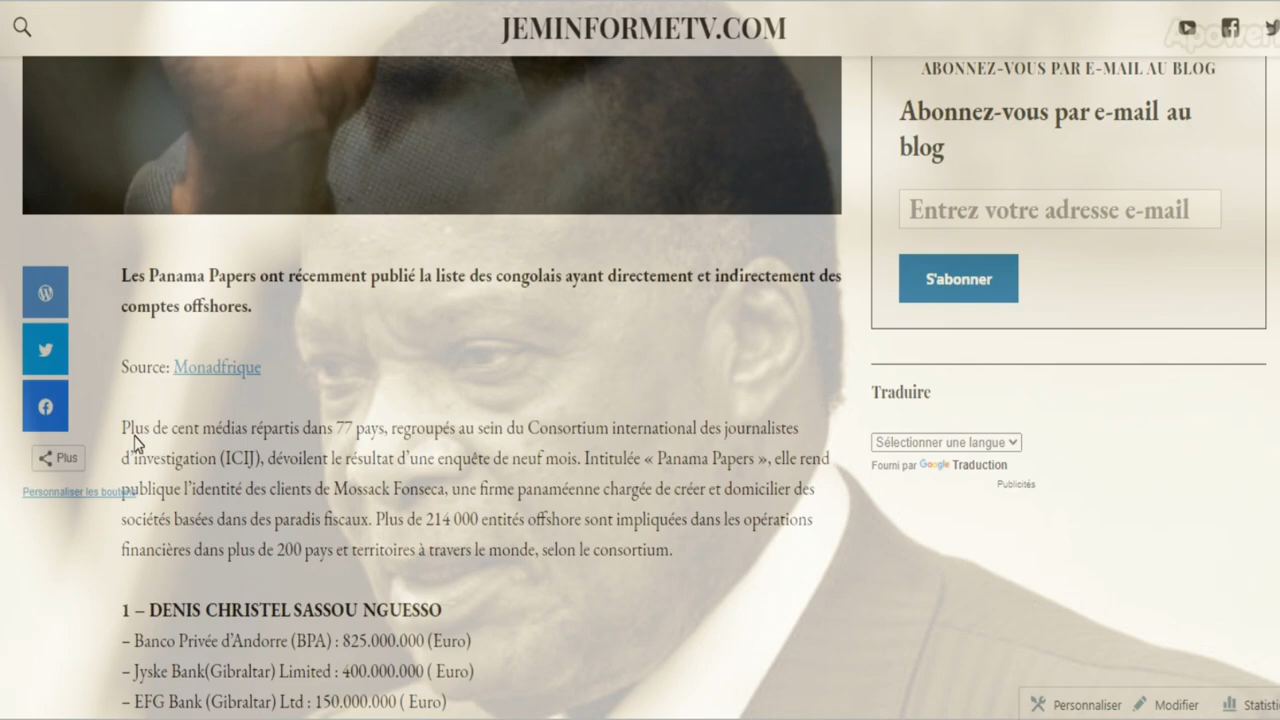 JEMINFORMETV.COM
ApowerS
ABONNEZ-VOUS PAR E-MAIL AU BLOG
Abonnez-vous par e-mail au
blog
Entrez votre adresse e-mail
S'abonner
Les Panama Papers ont récemment publié la liste des congolais ayant directement et indirectement des
comptes offshores.
Source: Monadfrique
Plus de cent médias répartis dans 77 pays, regroupés au sein du Consortium international des journalistes
d'investigation (ICIJ), dévoilent le résultat d'une enquête de neuf mois. Intitulée « Panama Papers », elle rend
publique l'identité des clients de Mossack Fonseca, une firme panaméenne chargée de créer et domicilier des
sociétés basées dans des paradis fiscaux. Plus de 214 000 entités offshore sont impliquées dans les opérations
financières dans plus de 200 pays et territoires à travers le monde, selon le consortium.
1 – DENIS CHRISTEL SASSOU NGUESSO
– Banco Privée d'Andorre (BPA) : 825.000.000 (Euro)
– Jyske Bank(Gibraltar) Limited : 400.000.000 ( Euro)
– EFG Bank (Gibraltar) Ltd : 150.000.000 ( Euro)
Plus
Personnaliser les boutons
Traduire
Sélectionner une langue
Fourni par Google Traduction
Publicités
Personnaliser
Modifier
Statisti